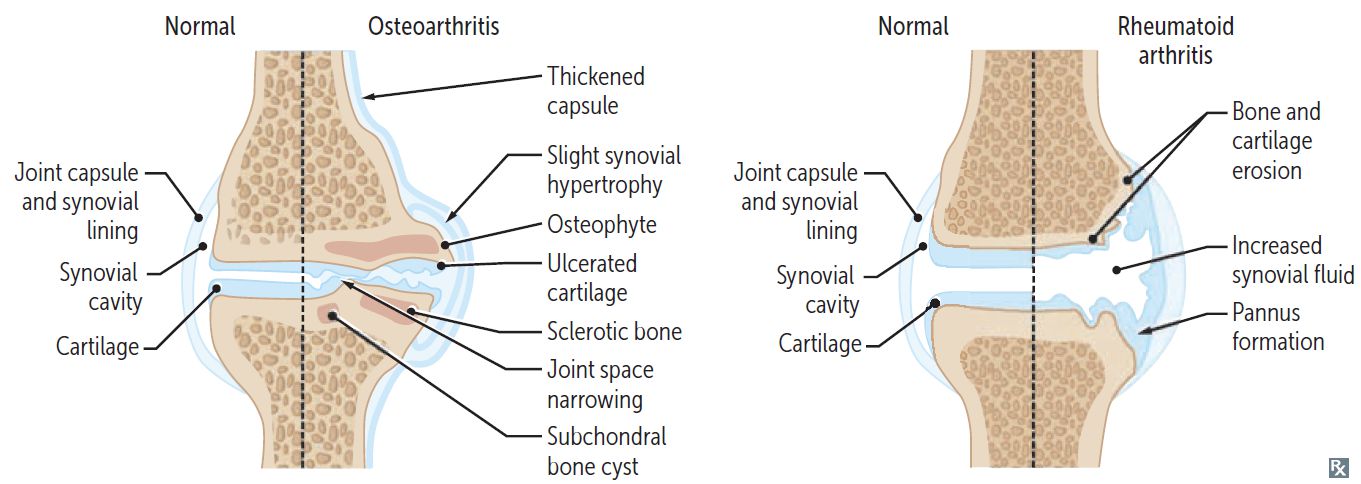 Normal
Osteoarthritis
Thickened
capsule
Slight synovial
hypertrophy
Osteophyte
Ulcerated
cartilage
Sclerotic bone
Joint space
narrowing
Subchondral
bone cyst
Joint capsule
and synovial
lining
Synovial
cavity
Cartilage
Normal
Rheumatoid
arthritis
Bone and
cartilage
erosion
Increased
synovial fluid
Pannus
formation
Joint capsule
and synovial
lining
Synovial
cavity
Cartilage
Rx